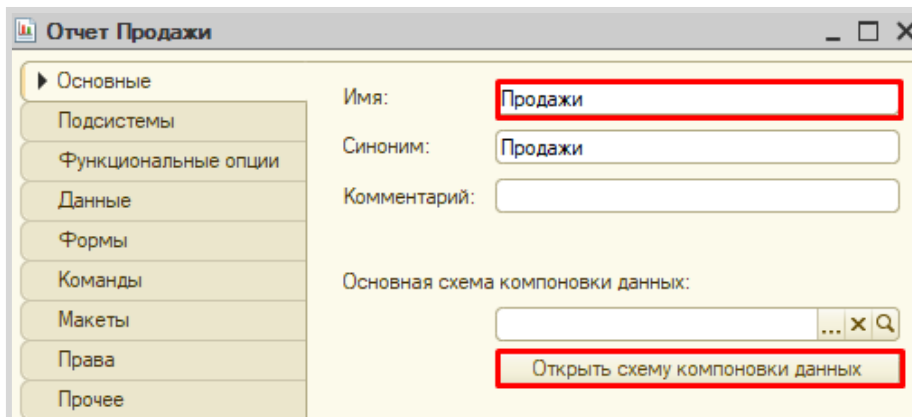 Отчет Продажи
Основные
Подсистемы
Функциональные опции
Данные
Формы
Команды
Макеты
Права
Прочее
Имя: Продажи
Синоним: Продажи
Комментарий:
Основная схема компоновки данных:
...
Открыть схему компоновки данных